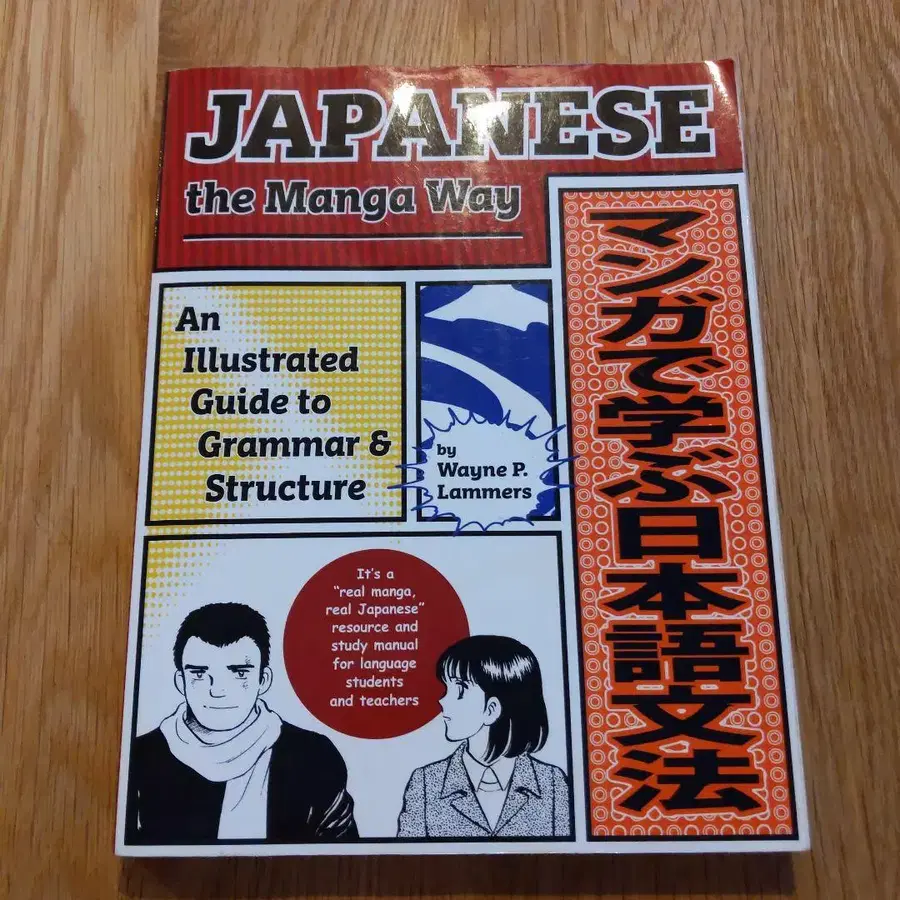 JAPANESE
the Manga Way
An
Illustrated
Guide to
Grammar &
Structure
by
Wayne P.
Lammers
マンガで学ぶ日本語文法
It's a
"real manga,
real Japanese"
resource and
study manual
for language
students
and teachers